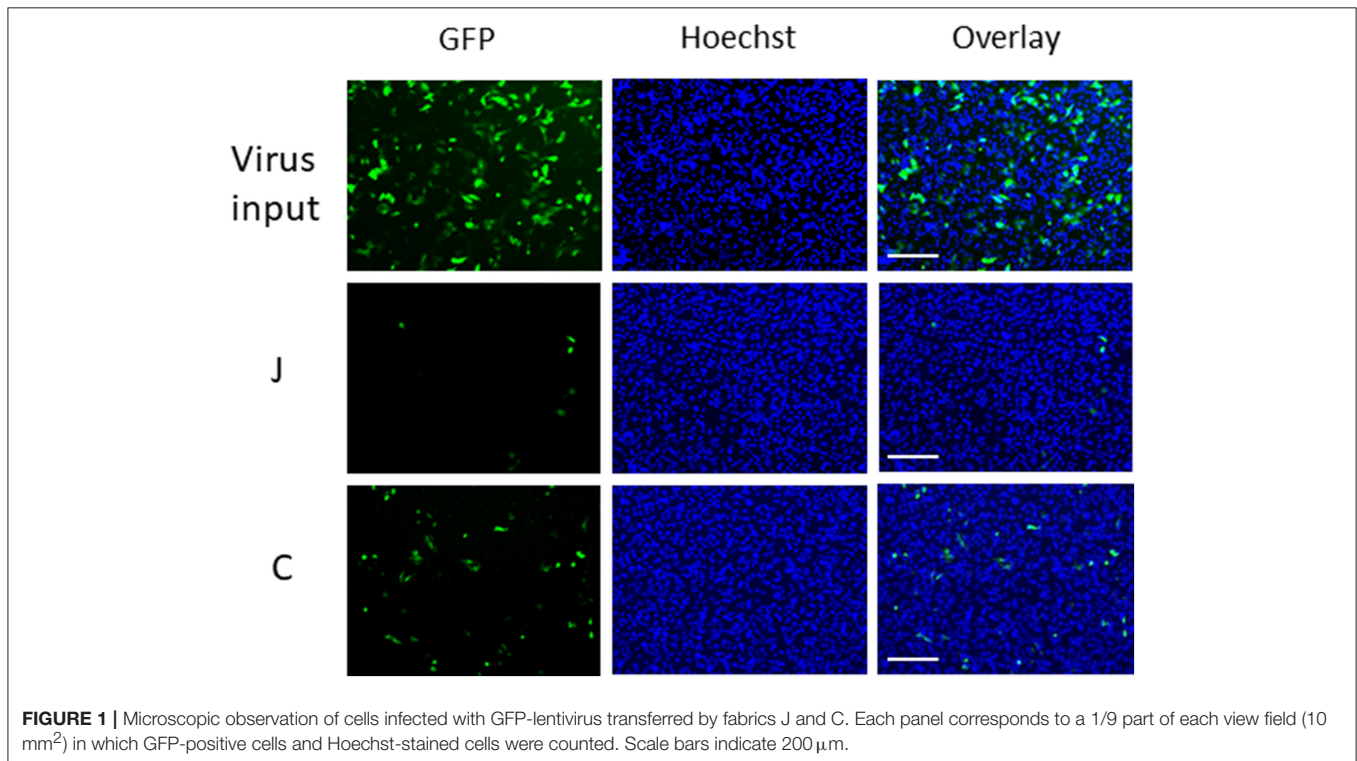 GFP Hoechst Overlay
Virus
input
J
C
FIGURE 1 | Microscopic observation of cells infected with GFP-lentivirus transferred by fabrics J and C. Each panel corresponds to a 1/9 part of each view field (10
mm²) in which GFP-positive cells and Hoechst-stained cells were counted. Scale bars indicate 200 μm.